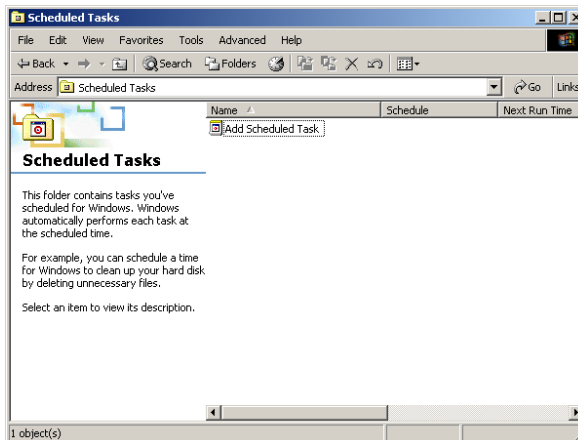 Scheduled Tasks
File Edit View Favorites Tools Advanced Help
Back Search Folders
Address Scheduled Tasks Go Links
Name Schedule Next Run Time
Add Scheduled Task
Scheduled Tasks
This folder contains tasks you've
scheduled for Windows. Windows
automatically performs each task at
the scheduled time.
For example, you can schedule a time
for Windows to clean up your hard disk
by deleting unnecessary files.
Select an item to view its description.
1 object(s)